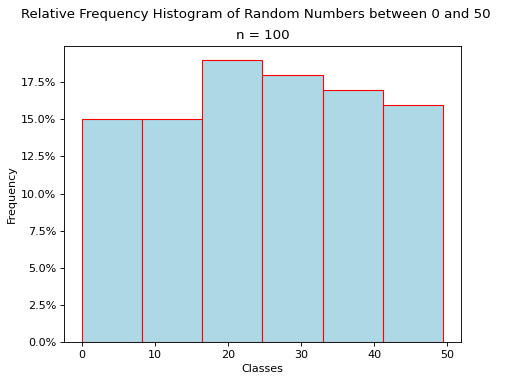 Relative Frequency Histogram of Random Numbers between 0 and 50
n = 100
17.5%
15.0%
12.5%
10.0%
7.5%
5.0%
2.5%
0.0%
Frequency
0 10 20 30 40 50
Classes